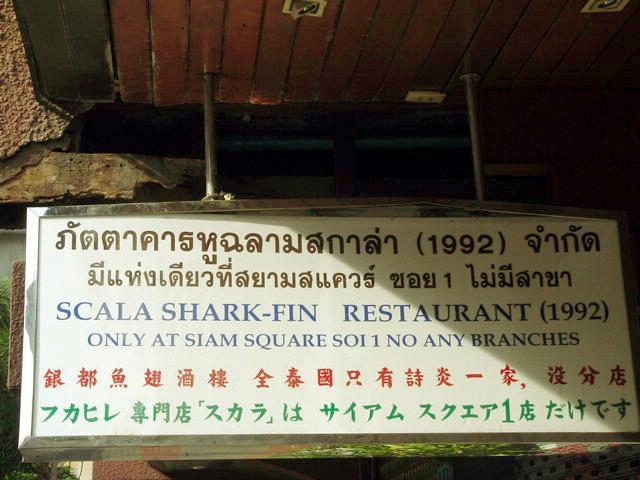 ภัตตาคารหูฉลามสกาล่า (1992) จำกัด
มีแห่งเดียวที่สยามสแควร์ ซอย 1 ไม่มีสาขา
SCALA SHARK-FIN RESTAURANT (1992)
ONLY AT SIAM SQUARE SOI 1 NO ANY BRANCHES
銀都魚翅酒樓 全泰國只有詩炎一家, 没分店
フカヒレ 專門店「スカラ」は サイアム スクエア1店 だけです